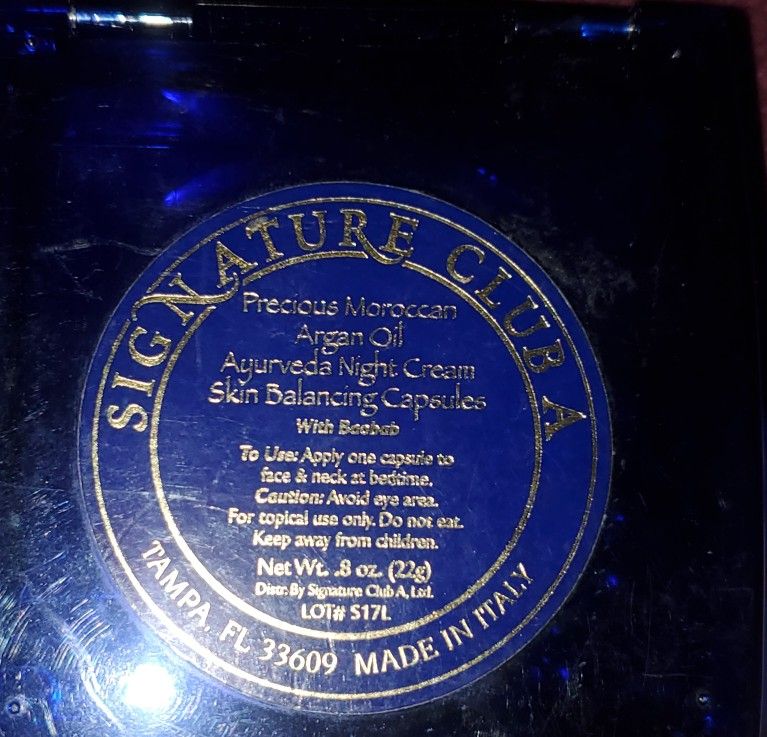 SIGNATURE CLUB A
Precious Moroccan
Argan Oil
Ayurveda Night Cream
Skin Balancing Capsules
With Baobab
To Use: Apply one capsule to
face & neck at bedtime.
Caution: Avoid eye area.
For topical use only. Do not eat.
Keep away from children.
Net Wt. .8 oz. (22g)
Distr. By Signature Club A, Ltd.
LOT# S17L
TAMPA, FL 33609 MADE IN ITALY